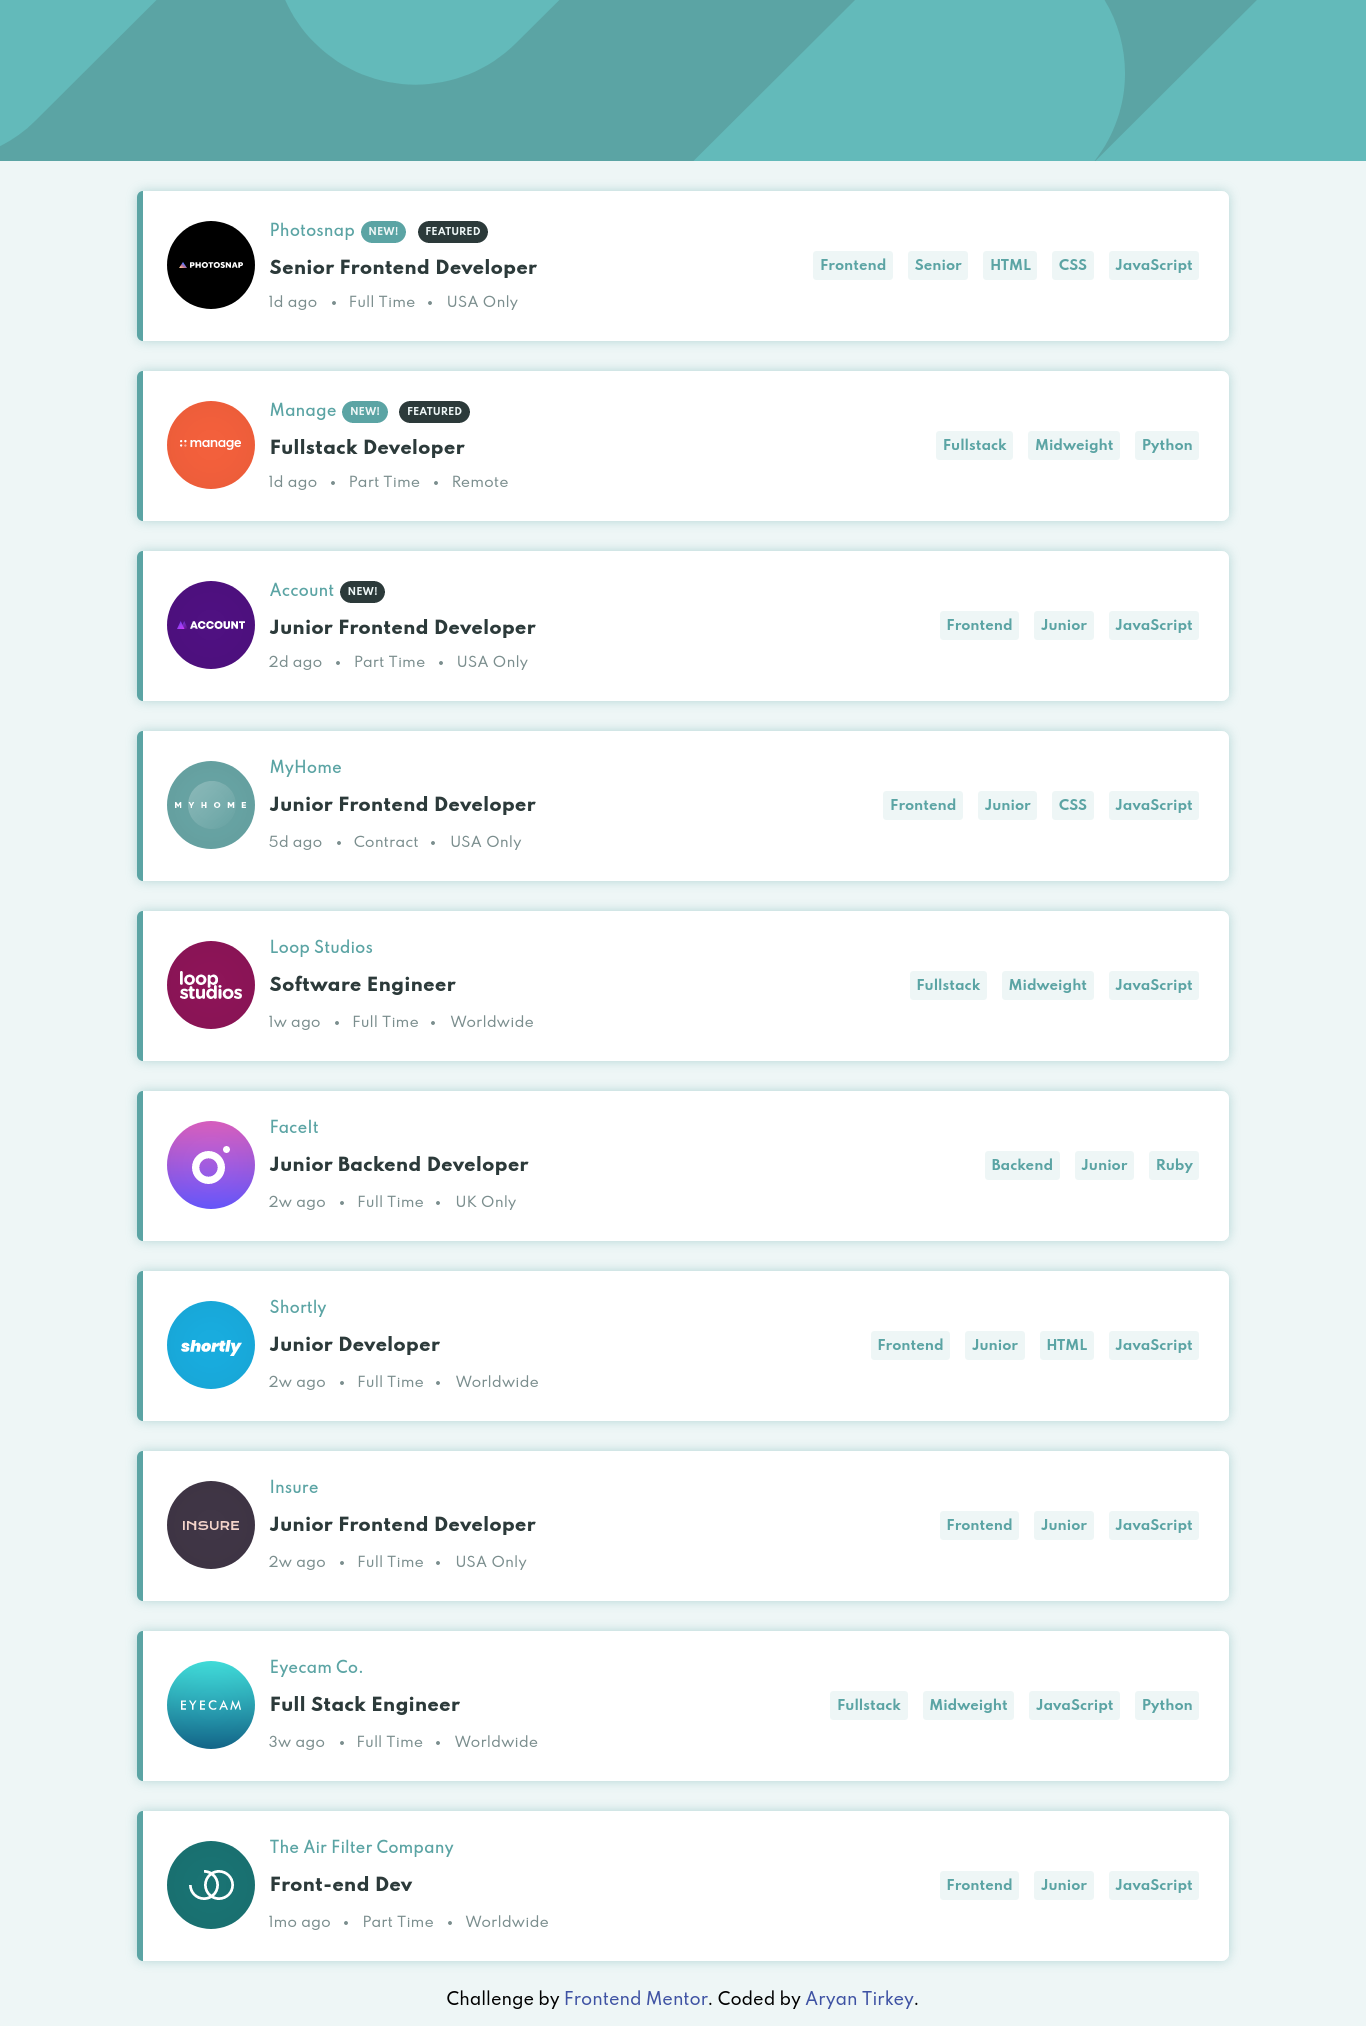 Photosnap NEW! FEATURED
PHOTOSNAP
Senior Frontend Developer
Frontend Senior HTML CSS JavaScript
1d ago • Full Time • USA Only
Manage NEW! FEATURED
manage
Fullstack Developer
Fullstack Midweight Python
1d ago • Part Time • Remote
Account NEW!
ACCOUNT
Junior Frontend Developer
Frontend Junior JavaScript
2d ago • Part Time • USA Only
MyHome
MYHOME
Junior Frontend Developer
Frontend Junior CSS JavaScript
5d ago • Contract • USA Only
Loop Studios
loop
studios
Software Engineer
Fullstack Midweight JavaScript
1w ago • Full Time • Worldwide
FaceIt
Junior Backend Developer
Backend Junior Ruby
2w ago • Full Time • UK Only
Shortly
shortly
Junior Developer
Frontend Junior HTML JavaScript
2w ago • Full Time • Worldwide
Insure
INSURE
Junior Frontend Developer
Frontend Junior JavaScript
2w ago • Full Time • USA Only
Eyecam Co.
EYECAM
Full Stack Engineer
Fullstack Midweight JavaScript Python
3w ago • Full Time • Worldwide
The Air Filter Company
Front-end Dev
Frontend Junior JavaScript
1mo ago • Part Time • Worldwide
Challenge by Frontend Mentor. Coded by Aryan Tirkey.